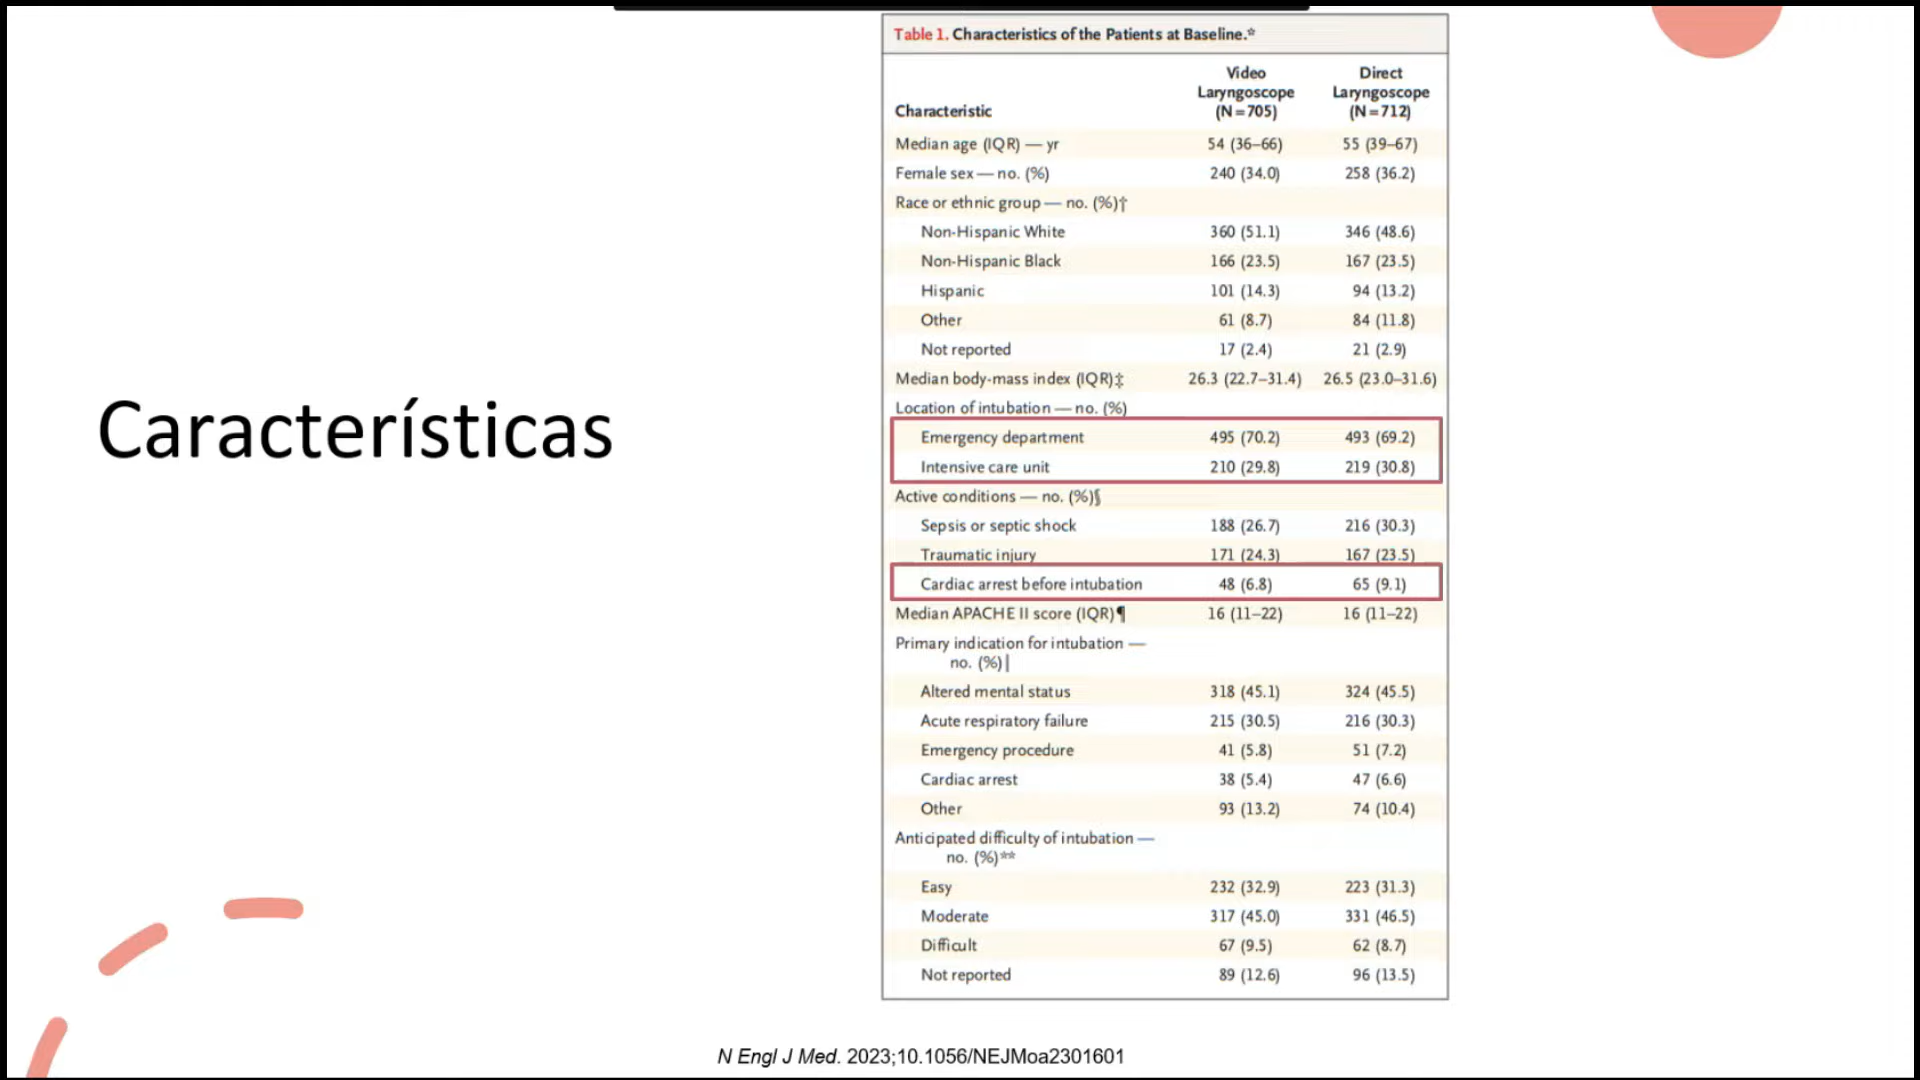 Características
Table 1. Characteristics of the Patients at Baseline.*
Characteristic Video Laryngoscope (N=705) Direct Laryngoscope (N=712)
Median age (IQR) — yr 54 (36–66) 55 (39–67)
Female sex — no. (%) 240 (34.0) 258 (36.2)
Race or ethnic group — no. (%)†
Non-Hispanic White 360 (51.1) 346 (48.6)
Non-Hispanic Black 166 (23.5) 167 (23.5)
Hispanic 101 (14.3) 94 (13.2)
Other 61 (8.7) 84 (11.8)
Not reported 17 (2.4) 21 (2.9)
Median body-mass index (IQR)‡ 26.3 (22.7–31.4) 26.5 (23.0–31.6)
Location of intubation — no. (%)
Emergency department 495 (70.2) 493 (69.2)
Intensive care unit 210 (29.8) 219 (30.8)
Active conditions — no. (%)§
Sepsis or septic shock 188 (26.7) 216 (30.3)
Traumatic injury 171 (24.3) 167 (23.5)
Cardiac arrest before intubation 48 (6.8) 65 (9.1)
Median APACHE II score (IQR)¶ 16 (11–22) 16 (11–22)
Primary indication for intubation —
no. (%)‖
Altered mental status 318 (45.1) 324 (45.5)
Acute respiratory failure 215 (30.5) 216 (30.3)
Emergency procedure 41 (5.8) 51 (7.2)
Cardiac arrest 38 (5.4) 47 (6.6)
Other 93 (13.2) 74 (10.4)
Anticipated difficulty of intubation —
no. (%)**
Easy 232 (32.9) 223 (31.3)
Moderate 317 (45.0) 331 (46.5)
Difficult 67 (9.5) 62 (8.7)
Not reported 89 (12.6) 96 (13.5)
N Engl J Med. 2023;10.1056/NEJMoa2301601